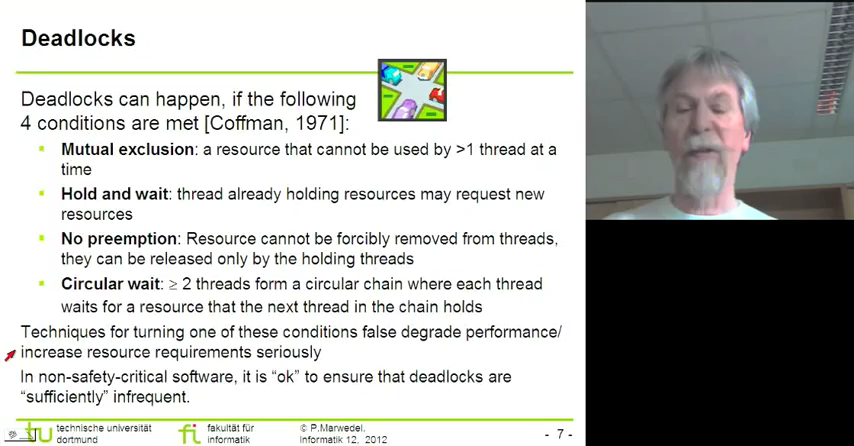 Deadlocks
Deadlocks can happen, if the following
4 conditions are met [Coffman, 1971]:
▪ Mutual exclusion: a resource that cannot be used by >1 thread at a
time
▪ Hold and wait: thread already holding resources may request new
resources
▪ No preemption: Resource cannot be forcibly removed from threads,
they can be released only by the holding threads
▪ Circular wait: ≥ 2 threads form a circular chain where each thread
waits for a resource that the next thread in the chain holds
Techniques for turning one of these conditions false degrade performance/
increase resource requirements seriously
In non-safety-critical software, it is “ok” to ensure that deadlocks are
“sufficiently” infrequent.
tu technische universität
dortmund
fi fakultät für
informatik
© P.Marwedel,
Informatik 12, 2012
- 7 -